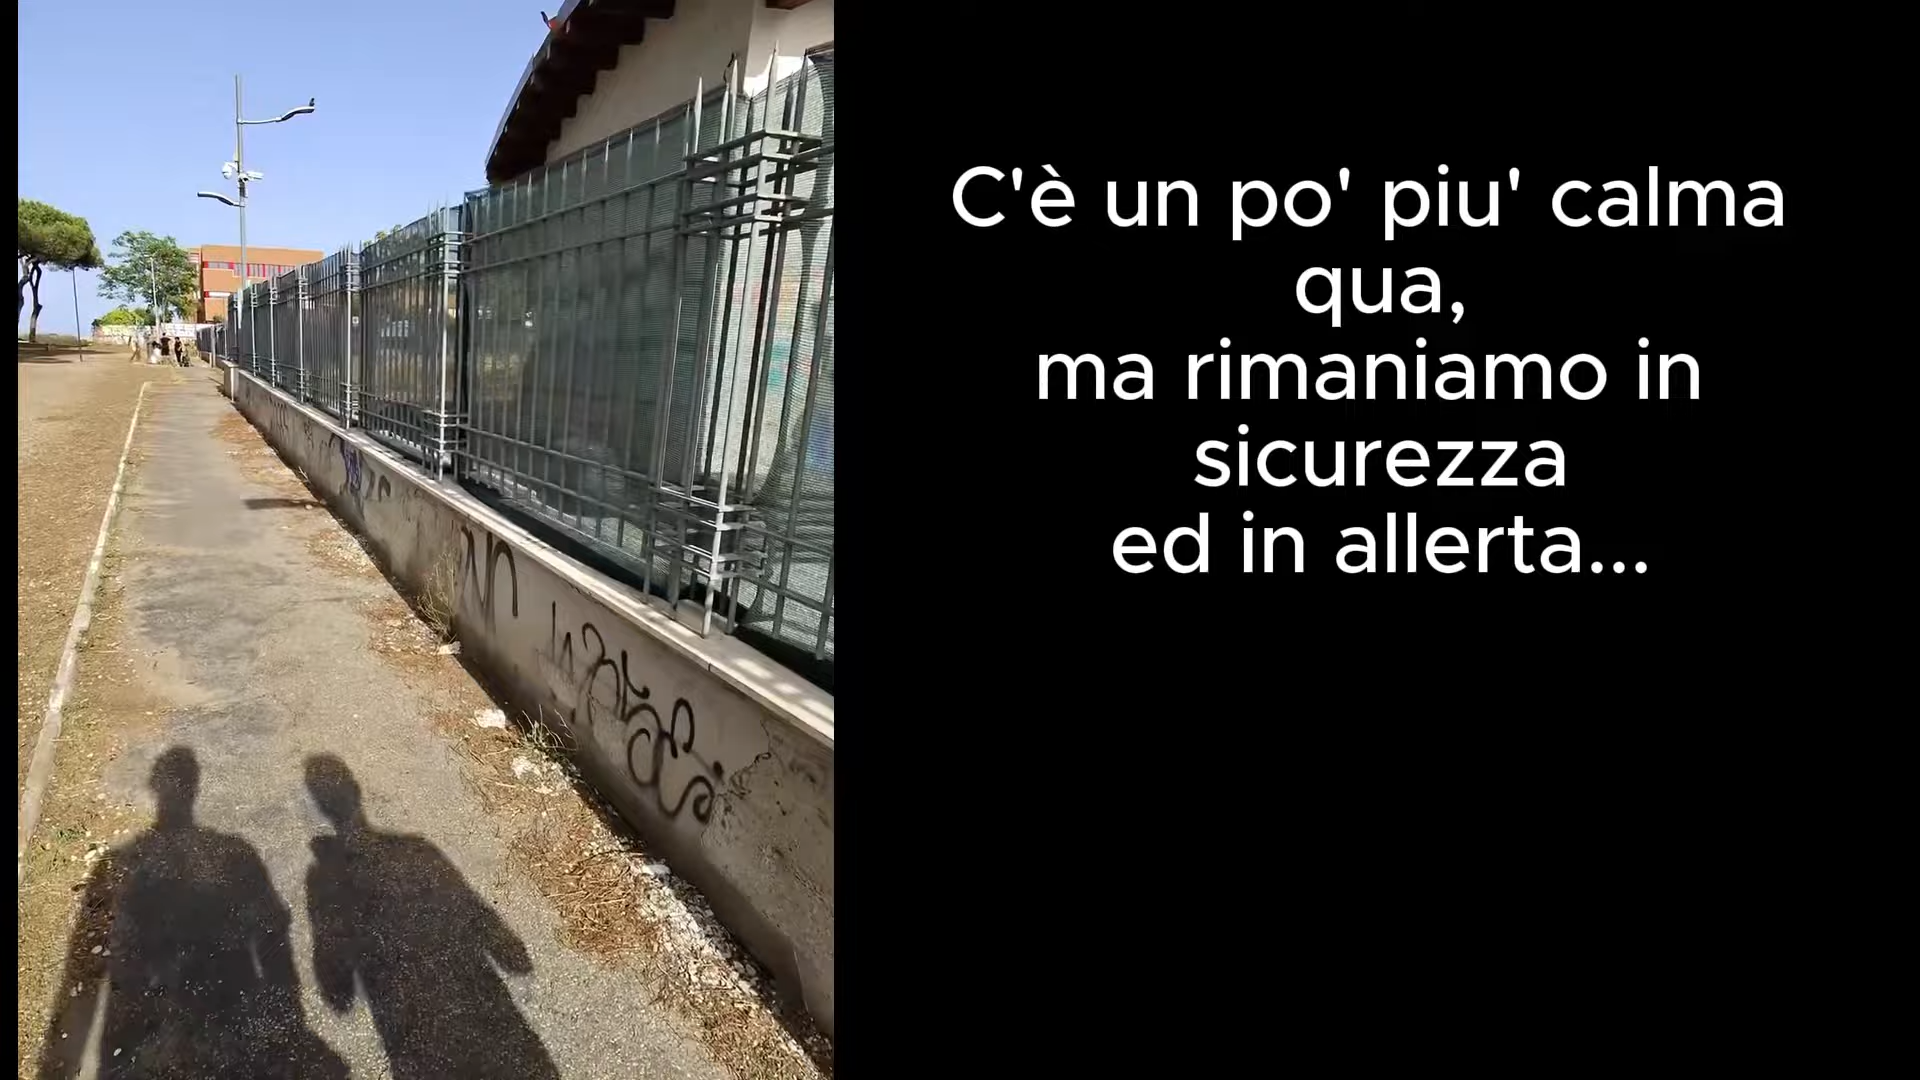 C'è un po' piu' calma
qua,
ma rimaniamo in
sicurezza
ed in allerta...